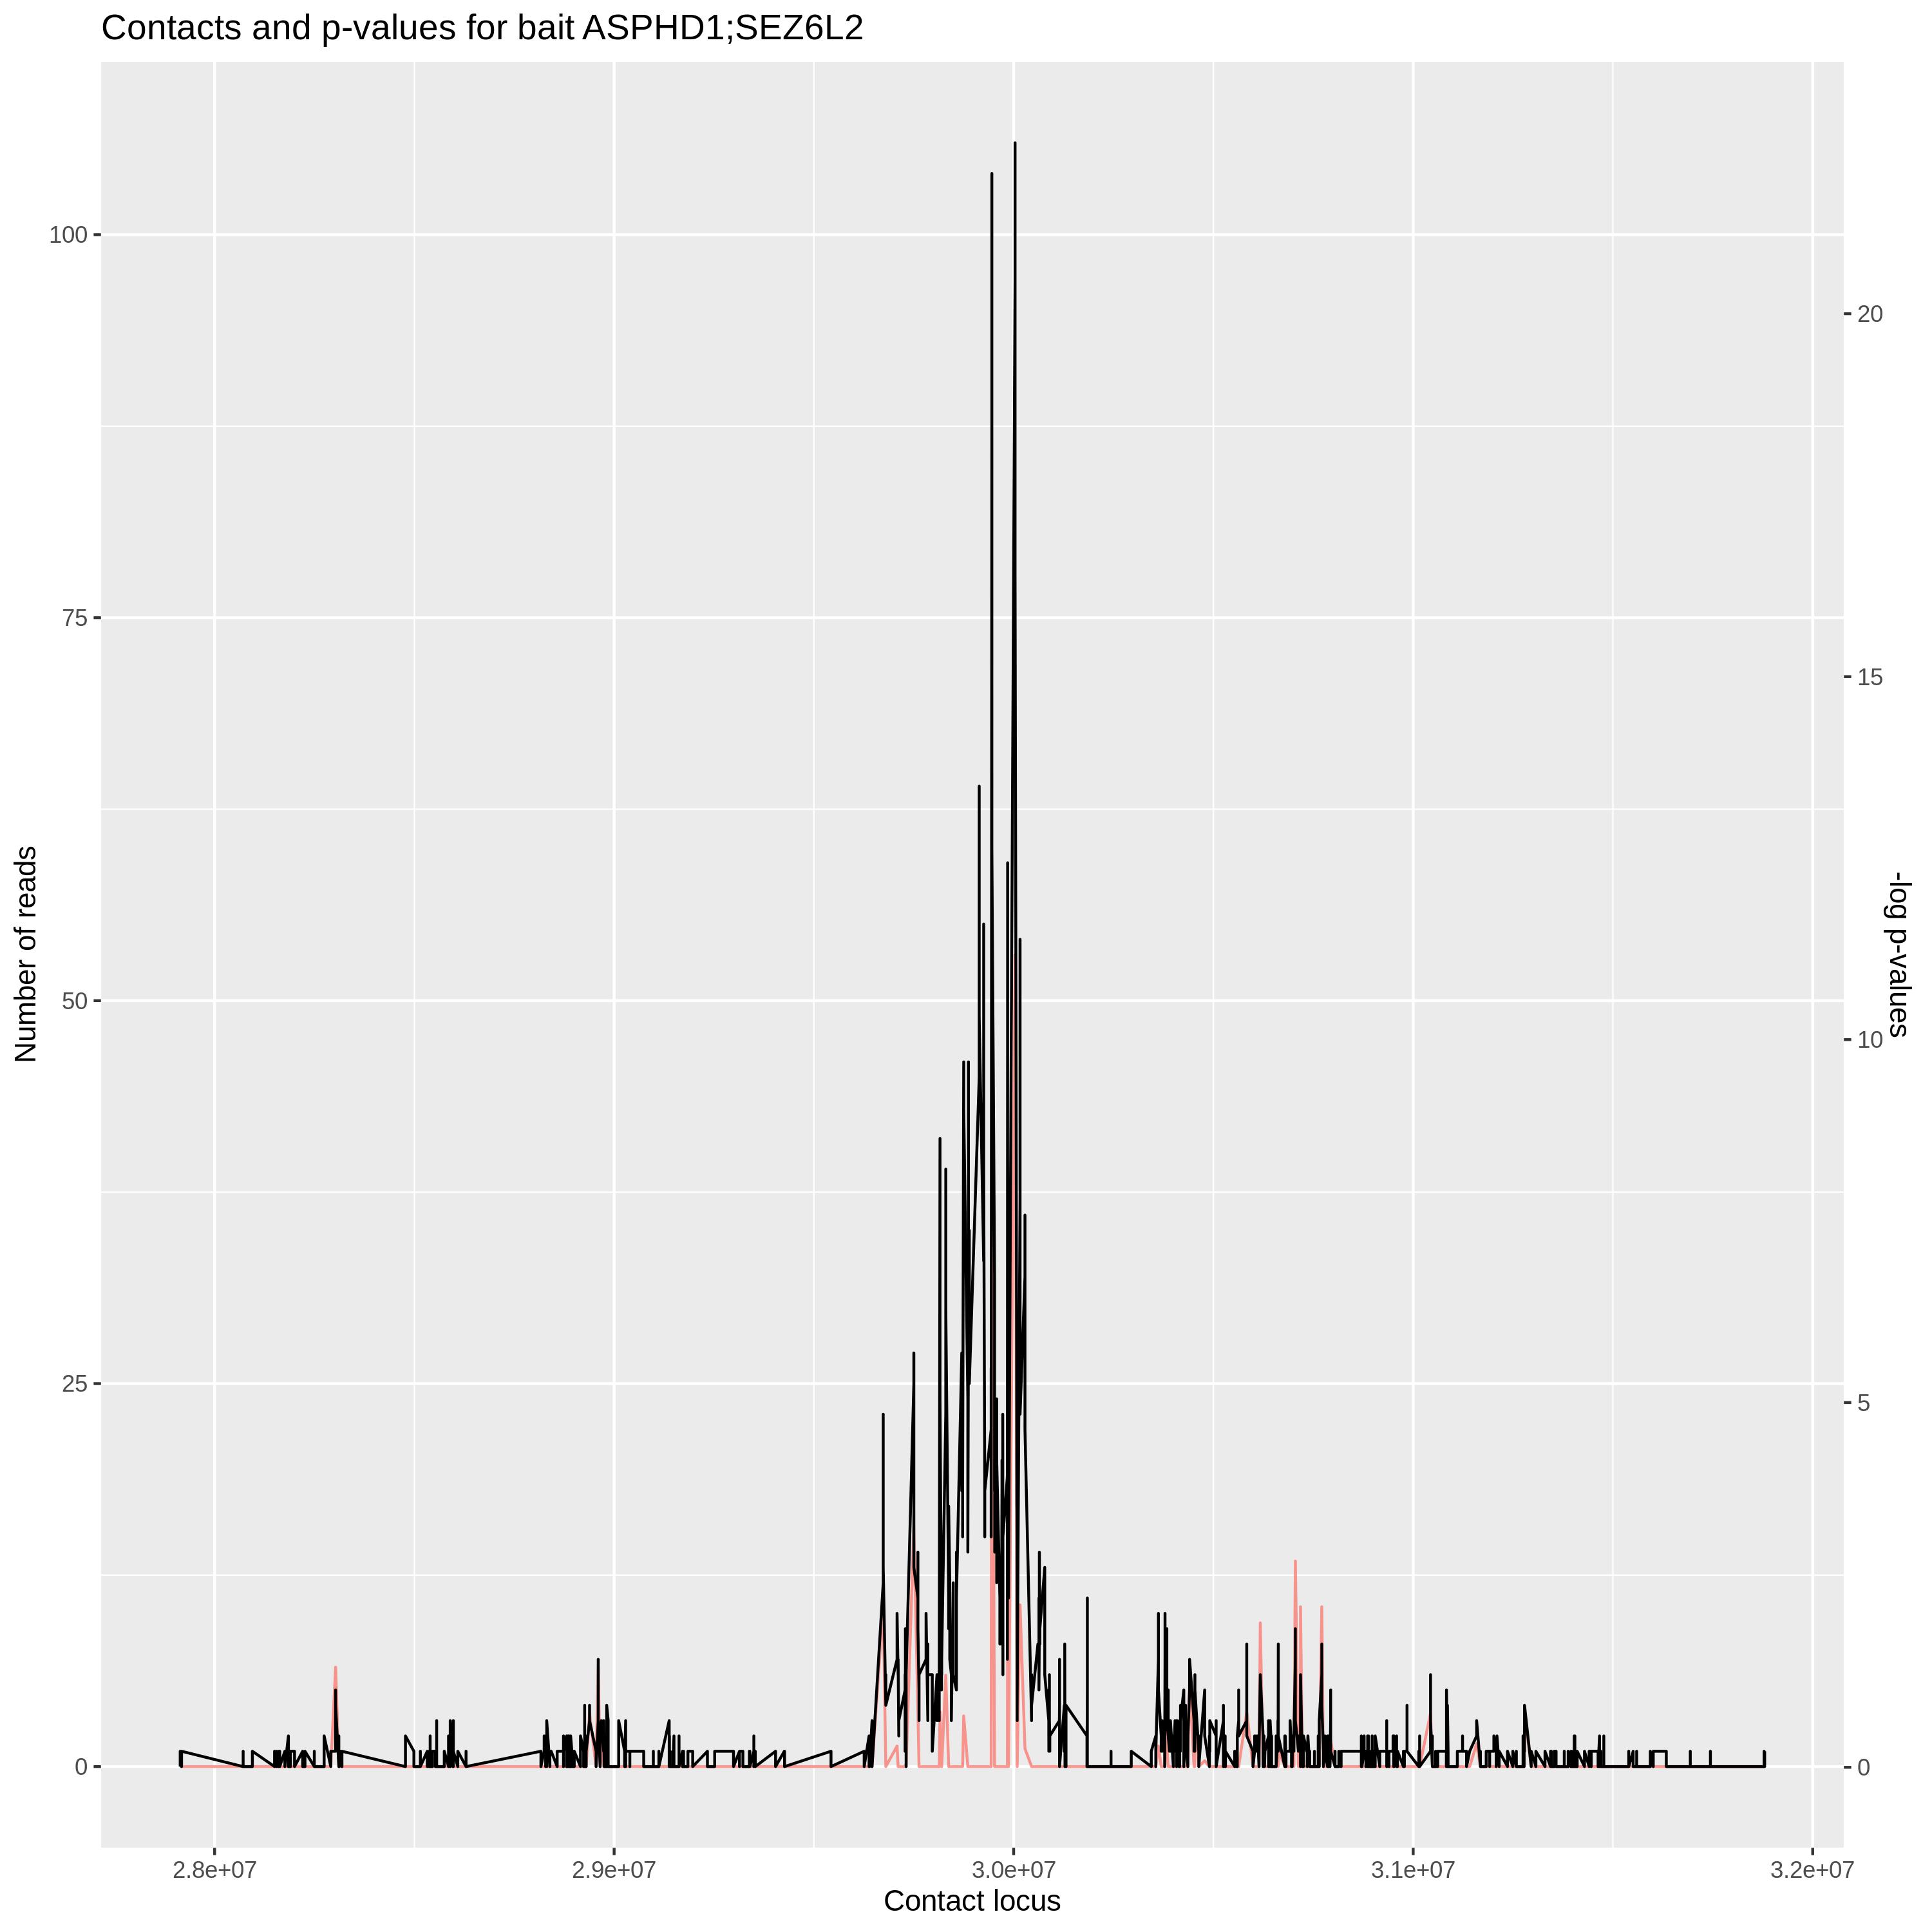 Contacts and p-values for bait ASPHD1;SEZ6L2
100
75
50
25
0
Number of reads
20
15
10
5
0
-log p-values
2.8e+07
2.9e+07
3.0e+07
3.1e+07
3.2e+07
Contact locus